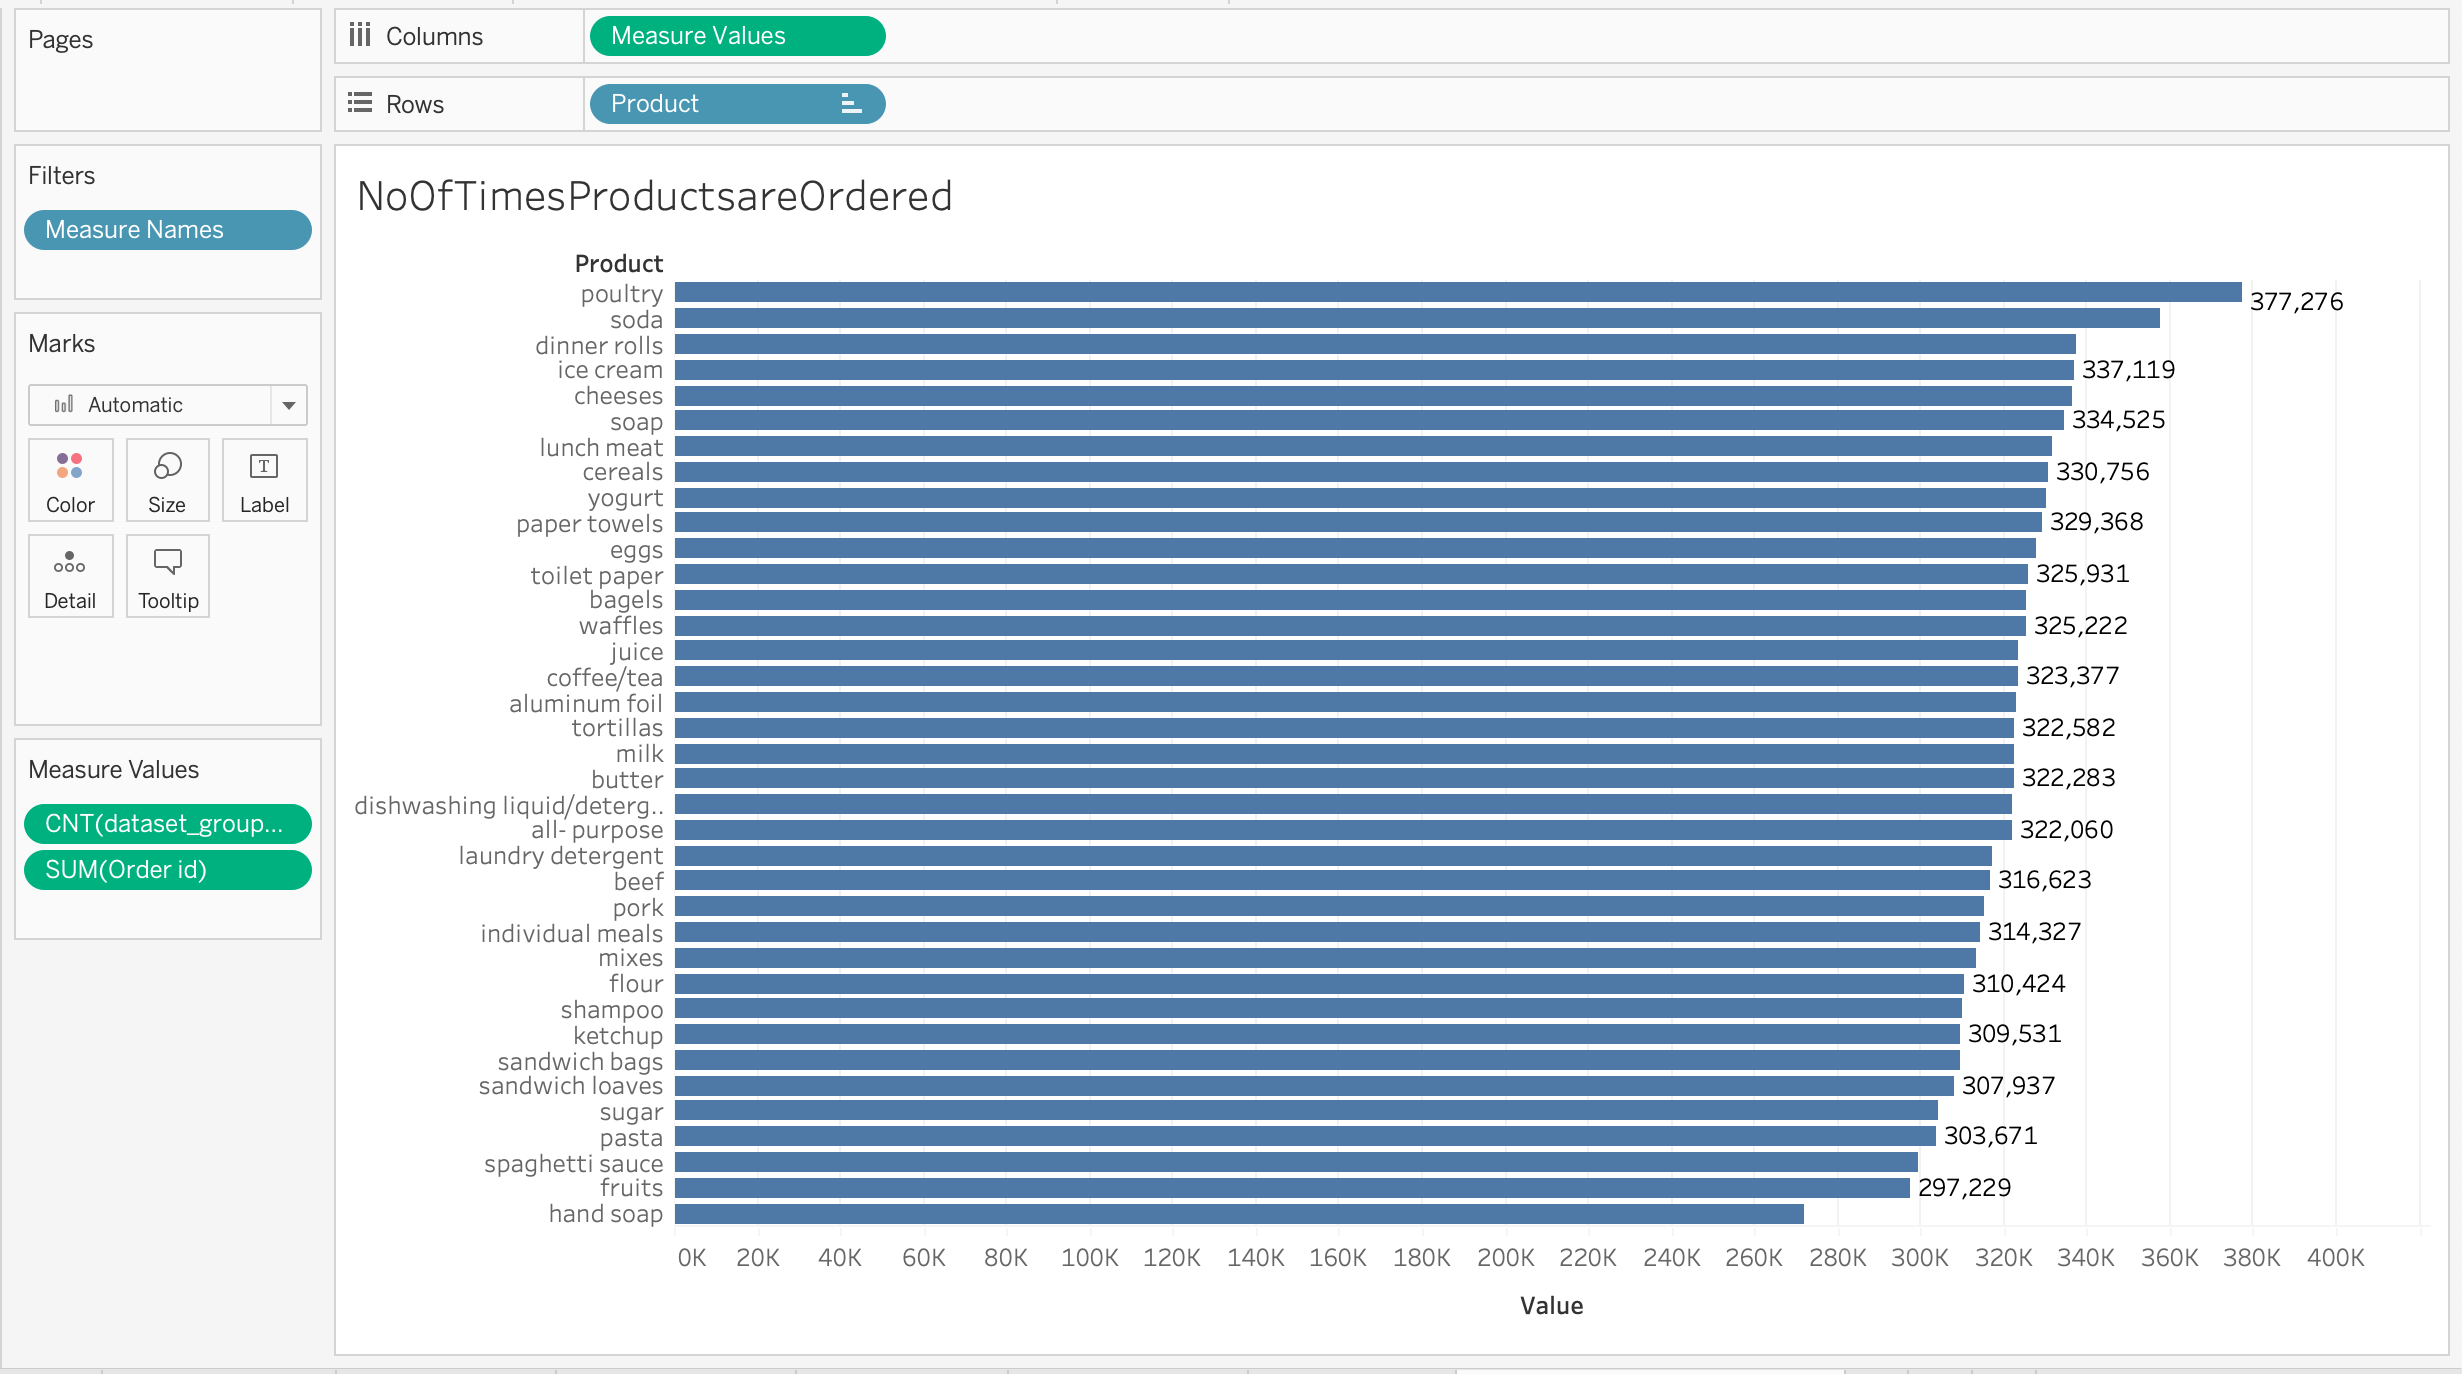 Pages
Columns
Measure Values
Rows
Product
Filters
Measure Names
Marks
Automatic
Color
Size
Label
Detail
Tooltip
Measure Values
CNT(dataset_group...
SUM(Order id)
NoOfTimesProductsareOrdered
Product
poultry 377,276
soda
dinner rolls
ice cream 337,119
cheeses
soap 334,525
lunch meat
cereals 330,756
yogurt
paper towels 329,368
eggs
toilet paper 325,931
bagels
waffles 325,222
juice
coffee/tea 323,377
aluminum foil
tortillas 322,582
milk
butter 322,283
dishwashing liquid/deterg..
all- purpose 322,060
laundry detergent
beef 316,623
pork
individual meals 314,327
mixes
flour 310,424
shampoo
ketchup 309,531
sandwich bags
sandwich loaves 307,937
sugar
pasta 303,671
spaghetti sauce
fruits 297,229
hand soap
0K 20K 40K 60K 80K 100K 120K 140K 160K 180K 200K 220K 240K 260K 280K 300K 320K 340K 360K 380K 400K
Value